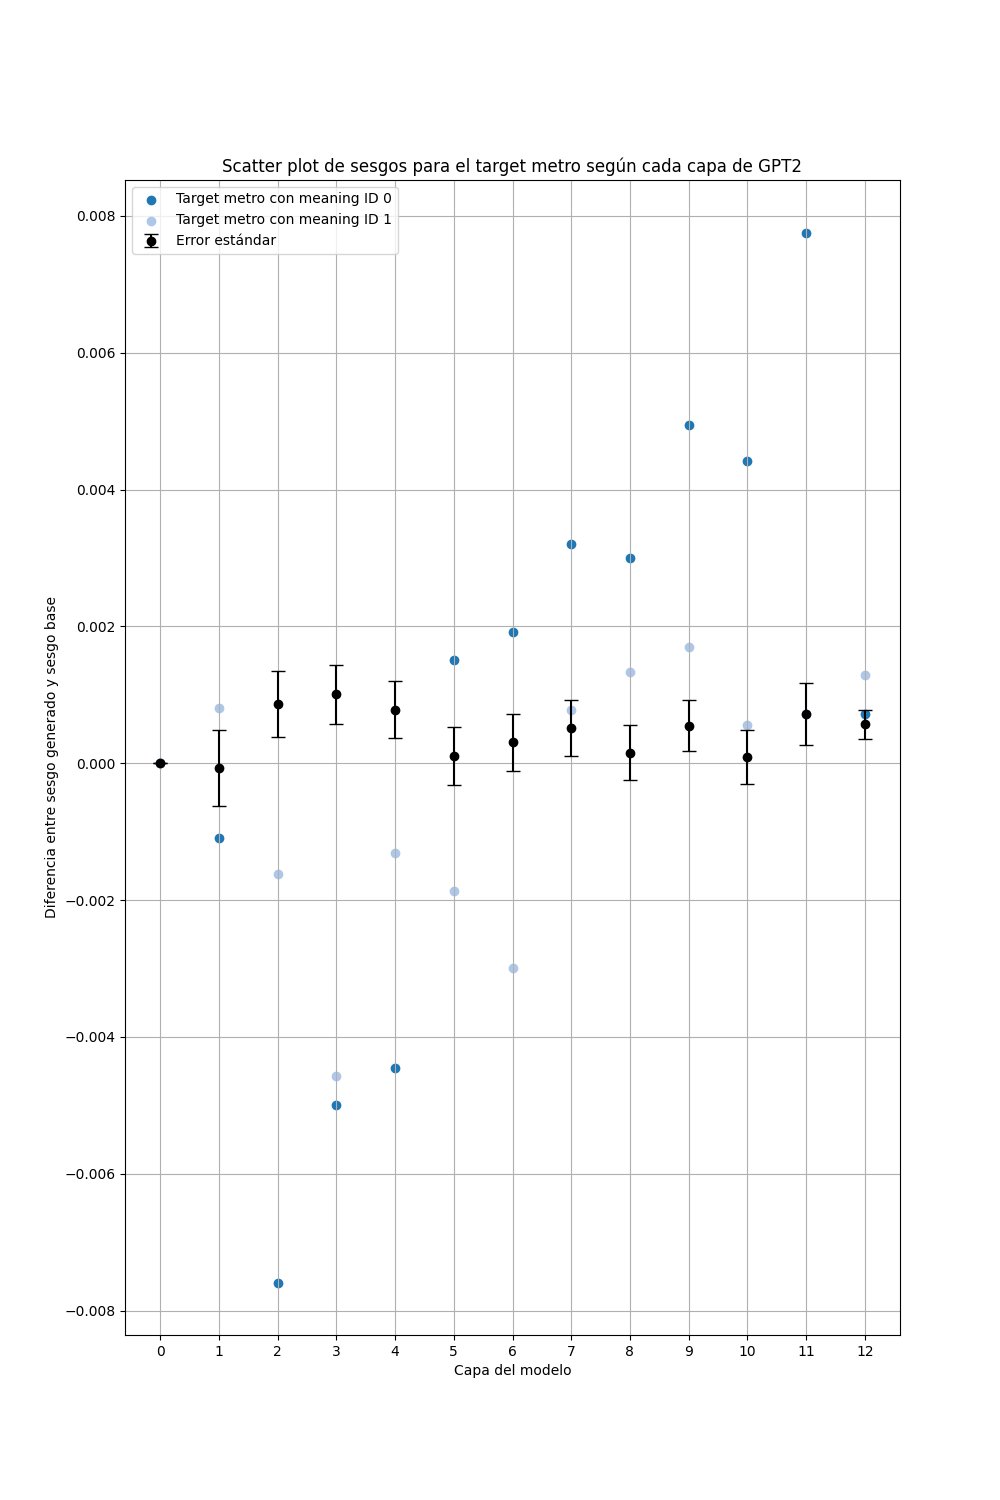 Scatter plot de sesgos para el target metro según cada capa de GPT2
Target metro con meaning ID 0
Target metro con meaning ID 1
Error estándar
0.008
0.006
0.004
0.002
0.000
−0.002
−0.004
−0.006
−0.008
Diferencia entre sesgo generado y sesgo base
0 1 2 3 4 5 6 7 8 9 10 11 12
Capa del modelo